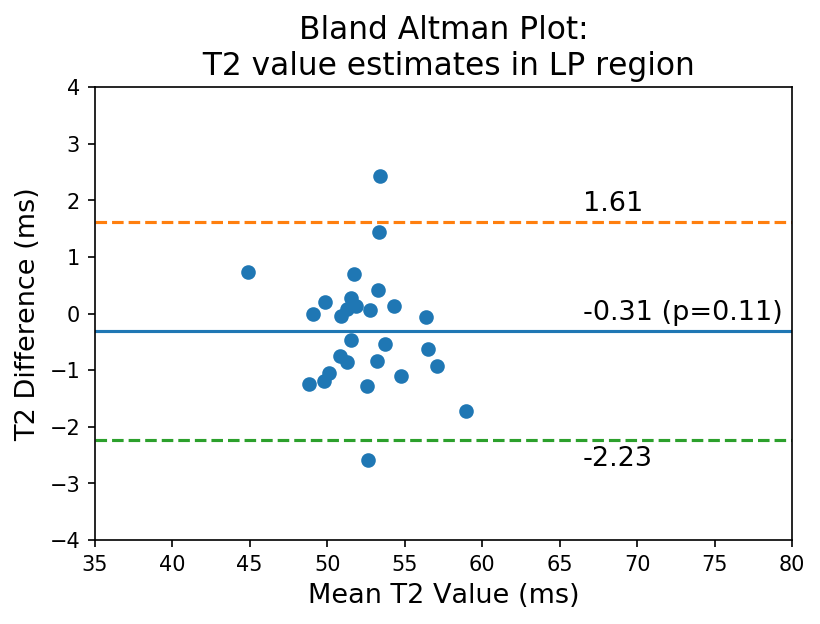 Bland Altman Plot:
T2 value estimates in LP region
4
3
2
1
0
−1
−2
−3
−4
T2 Difference (ms)
1.61
-0.31 (p=0.11)
-2.23
35 40 45 50 55 60 65 70 75 80
Mean T2 Value (ms)